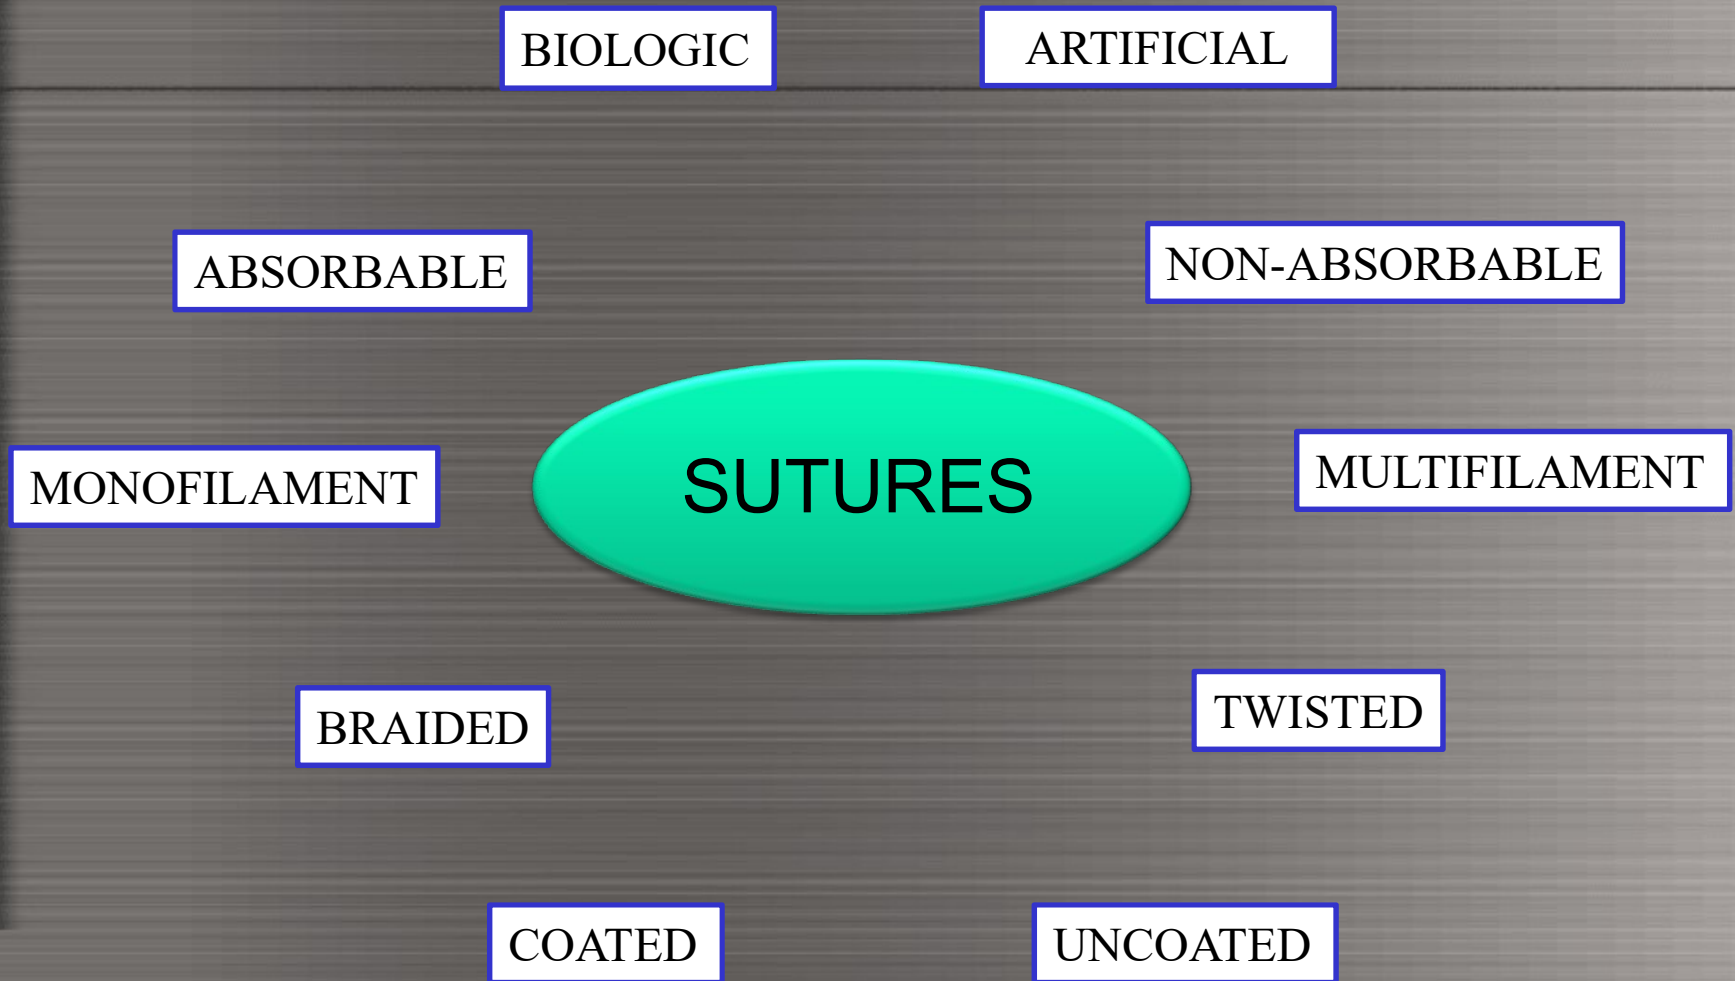 BIOLOGIC
ARTIFICIAL
ABSORBABLE
NON-ABSORBABLE
SUTURES
MONOFILAMENT
MULTIFILAMENT
BRAIDED
TWISTED
COATED
UNCOATED